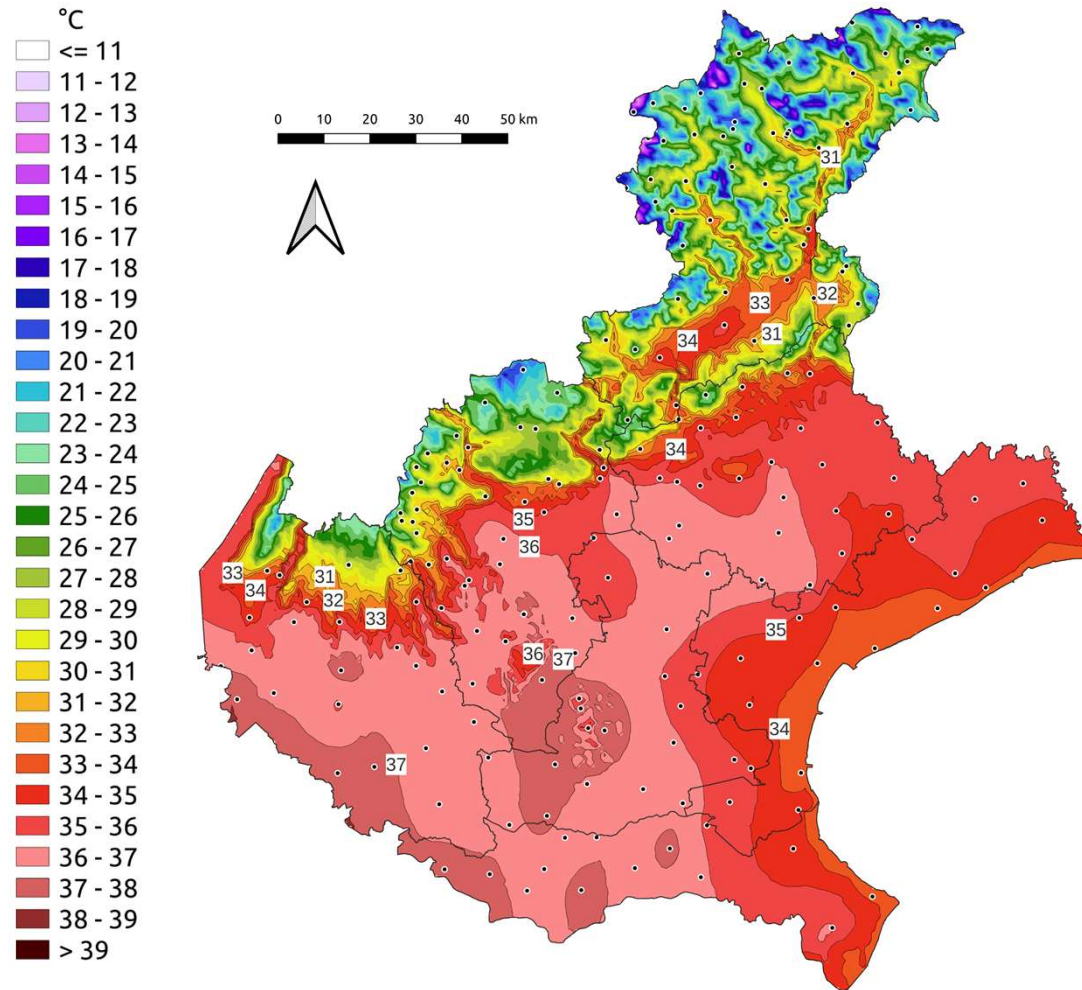 °C
<= 11
11 - 12
12 - 13
13 - 14
14 - 15
15 - 16
16 - 17
17 - 18
18 - 19
19 - 20
20 - 21
21 - 22
22 - 23
23 - 24
24 - 25
25 - 26
26 - 27
27 - 28
28 - 29
29 - 30
30 - 31
31 - 32
32 - 33
33 - 34
34 - 35
35 - 36
36 - 37
37 - 38
38 - 39
> 39
0 10 20 30 40 50 km
31
32
33
31
34
34
35
36
33
34
31
32
33
35
36
37
34
37